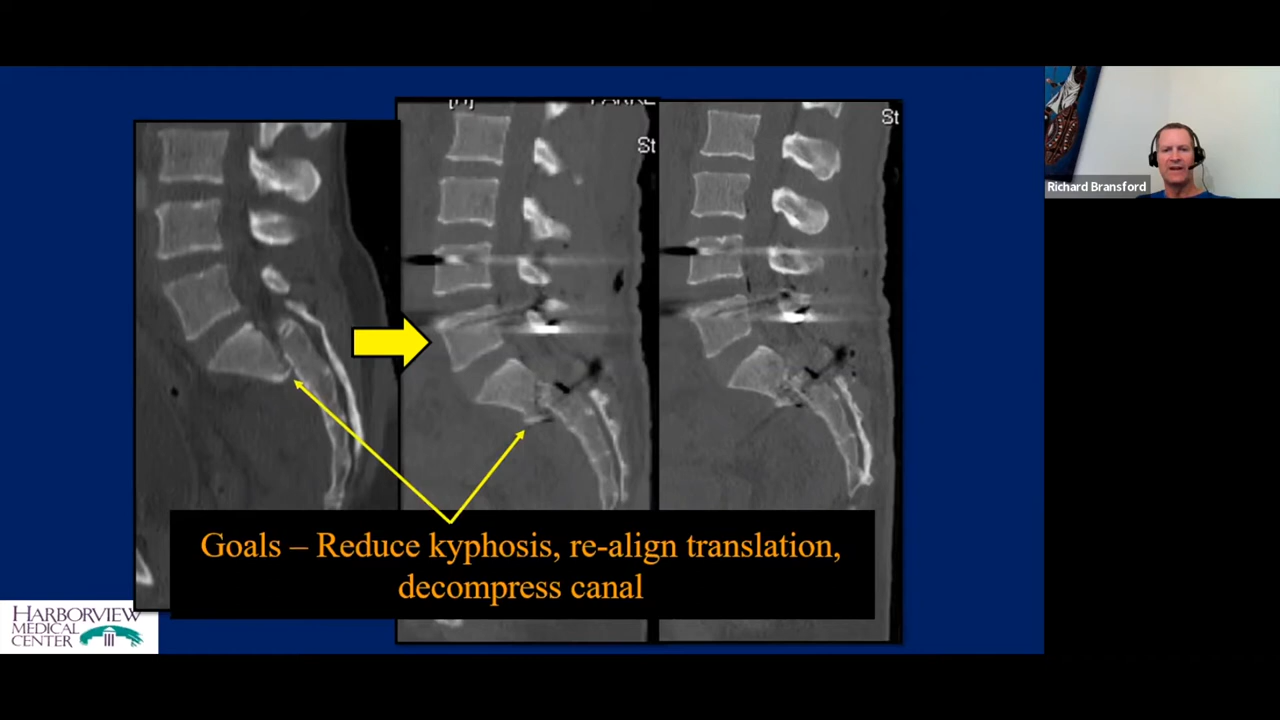 St
St
Richard Bransford
Goals – Reduce kyphosis, re-align translation,
decompress canal
HARBORVIEW
MEDICAL
CENTER